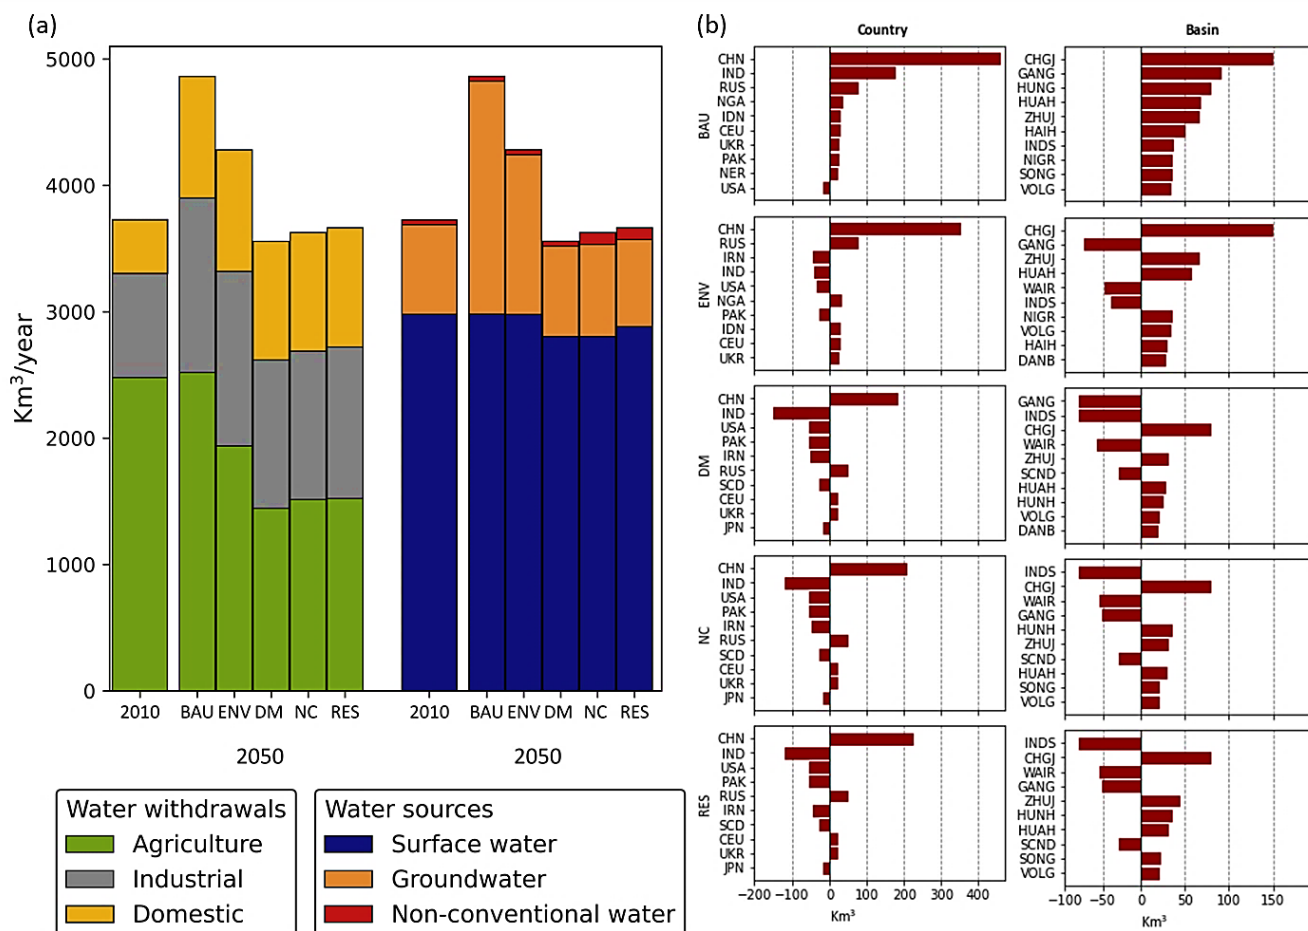 (a)
Km³/year
5000
4000
3000
2000
1000
0
2010 BAU ENV DM NC RES 2010 BAU ENV DM NC RES
2050 2050
Water withdrawals
Agriculture
Industrial
Domestic
Water sources
Surface water
Groundwater
Non-conventional water
(b)
Country
BAU
CHN
IND
RUS
NGA
IDN
CEU
UKR
PAK
NER
USA
ENV
CHN
RUS
IRN
IND
USA
NGA
PAK
IDN
CEU
UKR
DM
CHN
IND
USA
PAK
IRN
RUS
SCD
CEU
UKR
JPN
NC
CHN
IND
USA
PAK
IRN
RUS
SCD
CEU
UKR
JPN
RES
CHN
IND
USA
PAK
RUS
IRN
SCD
CEU
UKR
JPN
−200 −100 0 100 200 300 400
Km³
Basin
CHGJ
GANG
HUNG
HUAH
ZHUJ
HAIH
INDS
NIGR
SONG
VOLG
CHGJ
GANG
ZHUJ
HUAH
WAIR
INDS
NIGR
VOLG
HAIH
DANB
GANG
INDS
CHGJ
WAIR
ZHUJ
SCND
HUAH
HUNH
VOLG
DANB
INDS
CHGJ
WAIR
GANG
HUNH
ZHUJ
SCND
HUAH
SONG
VOLG
INDS
CHGJ
WAIR
GANG
ZHUJ
HUNH
HUAH
SCND
SONG
VOLG
−100 −50 0 50 100 150
Km³